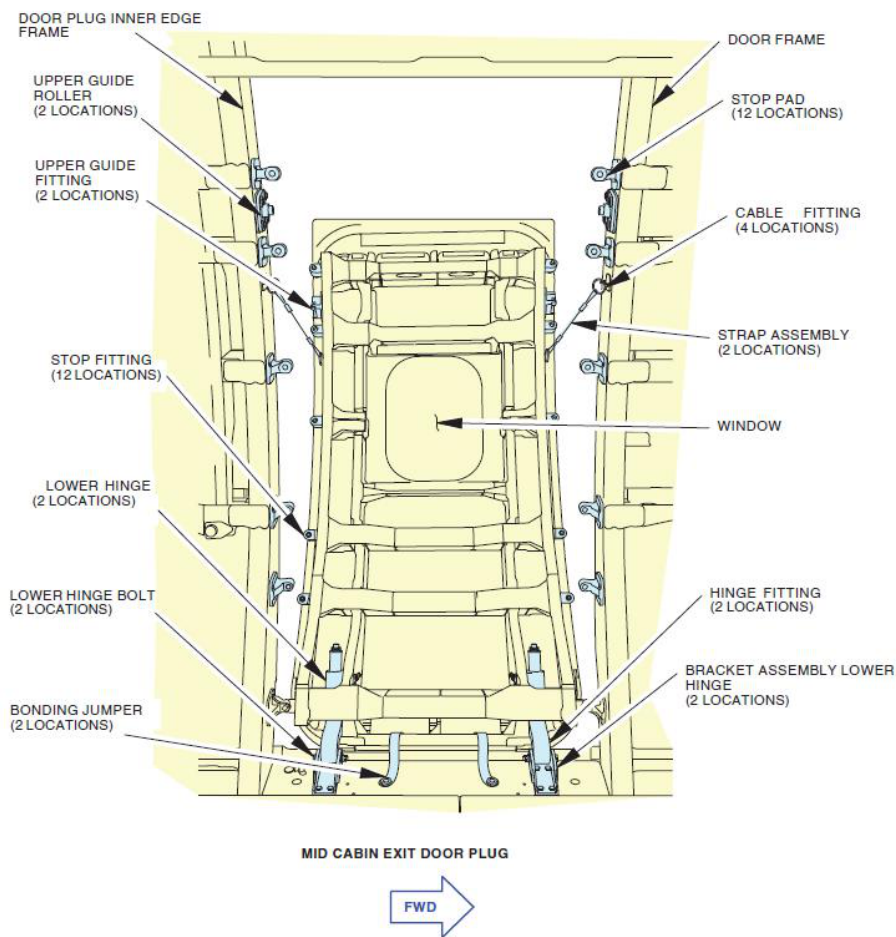 DOOR PLUG INNER EDGE
FRAME
UPPER GUIDE
ROLLER
(2 LOCATIONS)
UPPER GUIDE
FITTING
(2 LOCATIONS)
STOP FITTING
(12 LOCATIONS)
LOWER HINGE
(2 LOCATIONS)
LOWER HINGE BOLT
(2 LOCATIONS)
BONDING JUMPER
(2 LOCATIONS)
DOOR FRAME
STOP PAD
(12 LOCATIONS)
CABLE FITTING
(4 LOCATIONS)
STRAP ASSEMBLY
(2 LOCATIONS)
WINDOW
HINGE FITTING
(2 LOCATIONS)
BRACKET ASSEMBLY LOWER
HINGE
(2 LOCATIONS)
MID CABIN EXIT DOOR PLUG
FWD